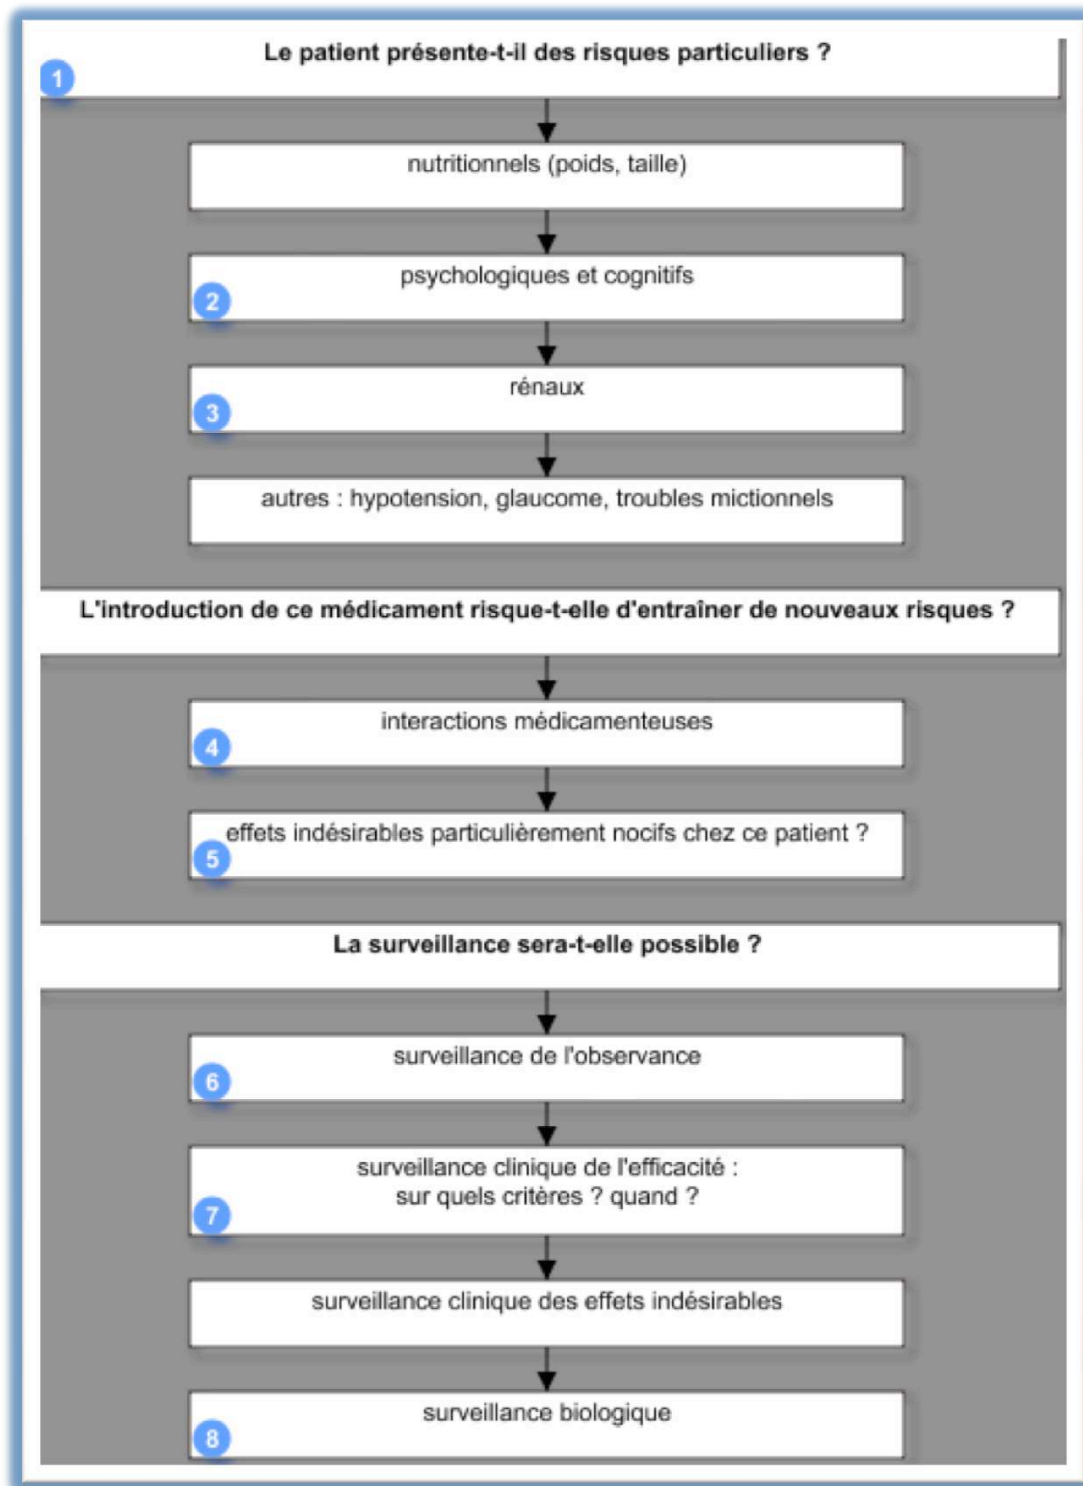 Le patient présente-t-il des risques particuliers ?
1
nutritionnels (poids, taille)
psychologiques et cognitifs
2
rénaux
3
autres : hypotension, glaucome, troubles mictionnels
L'introduction de ce médicament risque-t-elle d'entraîner de nouveaux risques ?
interactions médicamenteuses
4
effets indésirables particulièrement nocifs chez ce patient ?
5
La surveillance sera-t-elle possible ?
surveillance de l'observance
6
surveillance clinique de l'efficacité :
sur quels critères ? quand ?
7
surveillance clinique des effets indésirables
surveillance biologique
8